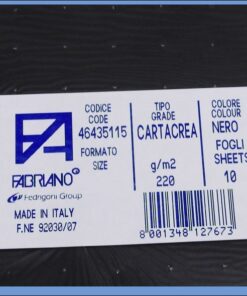 CODICE
CODE
46435115
FORMATO
SIZE
TIPO
GRADE
CARTACREA
g/m2
220
COLORE
COLOUR
NERO
FOGLI
SHEETS
10
FABRIANO
Fedrigoni Group
MADE IN ITALY
F.NE 92030/07
8 001348 127673